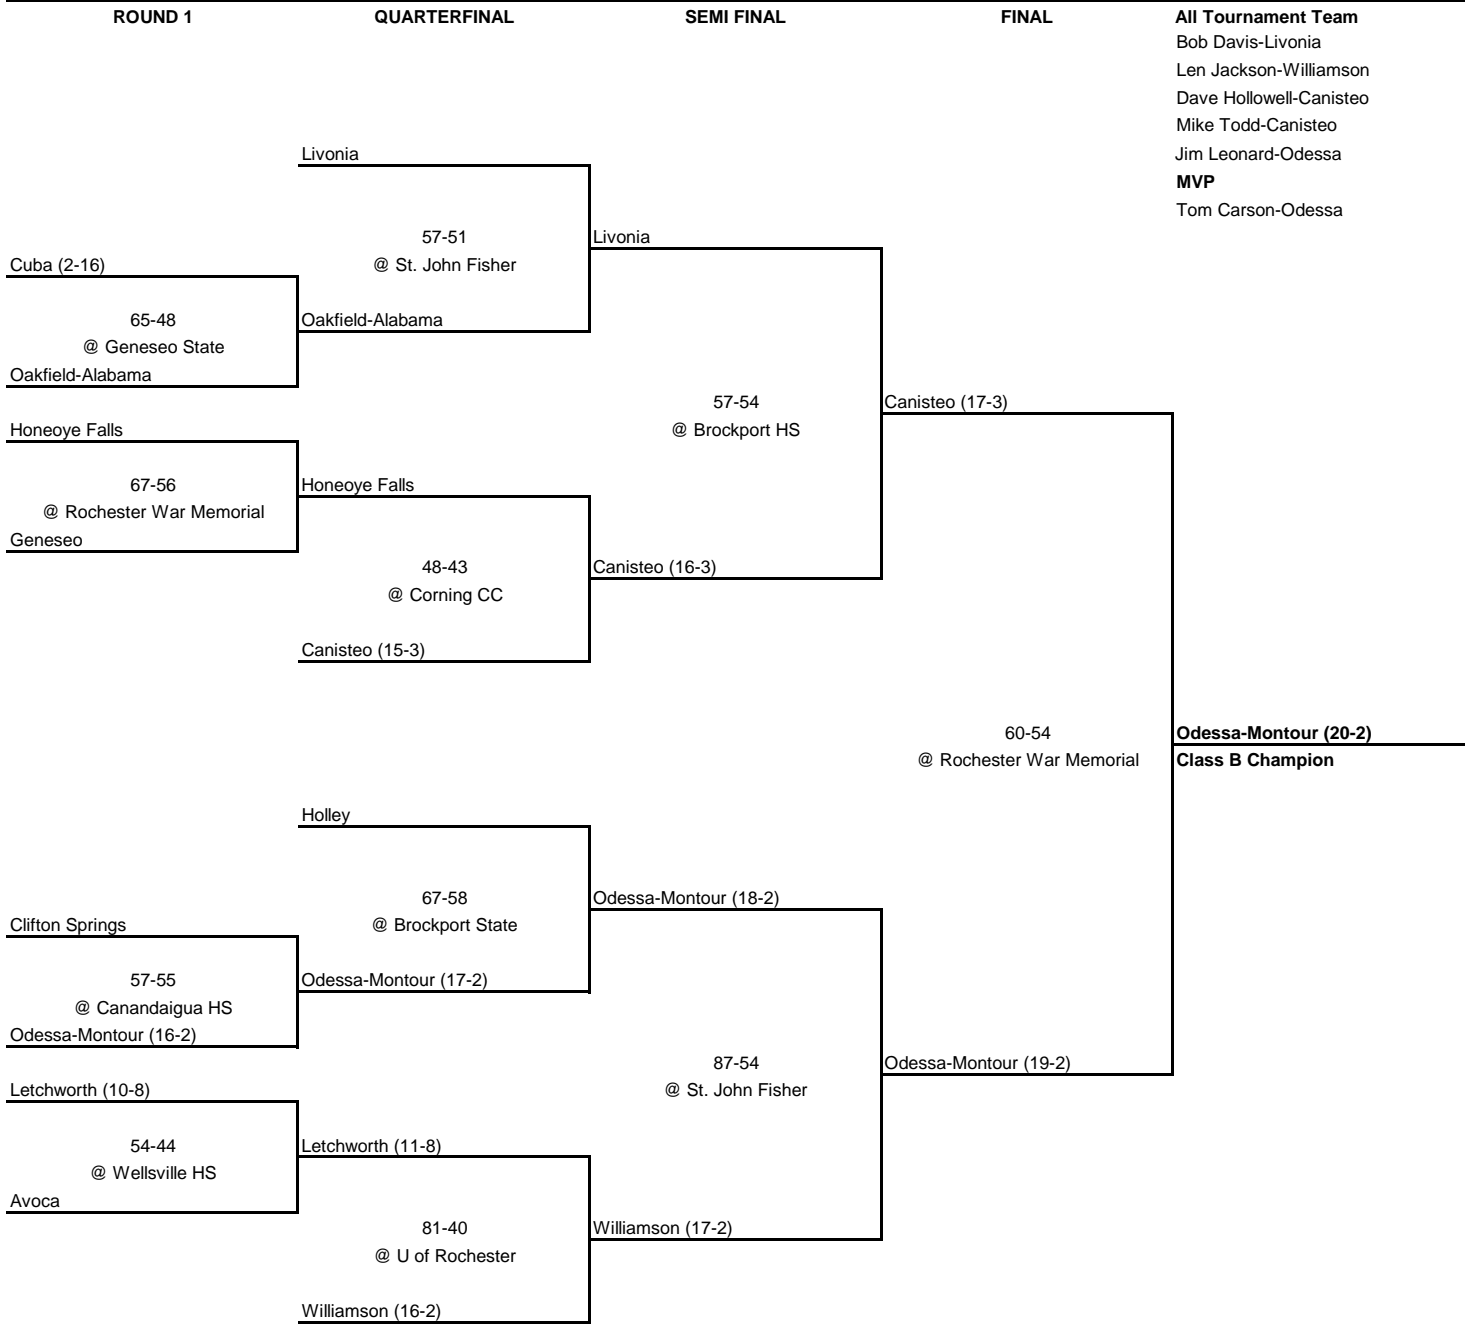 ROUND 1
QUARTERFINAL
SEMI FINAL
FINAL
All Tournament Team
Bob Davis-Livonia
Len Jackson-Williamson
Dave Hollowell-Canisteo
Mike Todd-Canisteo
Jim Leonard-Odessa
MVP
Tom Carson-Odessa
Cuba (2-16)
65-48
@ Geneseo State
Oakfield-Alabama
Honeoye Falls
67-56
@ Rochester War Memorial
Geneseo
Clifton Springs
57-55
@ Canandaigua HS
Odessa-Montour (16-2)
Letchworth (10-8)
54-44
@ Wellsville HS
Avoca
Livonia
57-51
@ St. John Fisher
Oakfield-Alabama
Honeoye Falls
48-43
@ Corning CC
Canisteo (15-3)
Holley
67-58
@ Brockport State
Odessa-Montour (17-2)
Letchworth (11-8)
81-40
@ U of Rochester
Williamson (16-2)
Livonia
57-54
@ Brockport HS
Canisteo (16-3)
Odessa-Montour (18-2)
87-54
@ St. John Fisher
Williamson (17-2)
Canisteo (17-3)
60-54
@ Rochester War Memorial
Odessa-Montour (19-2)
Odessa-Montour (20-2)
Class B Champion